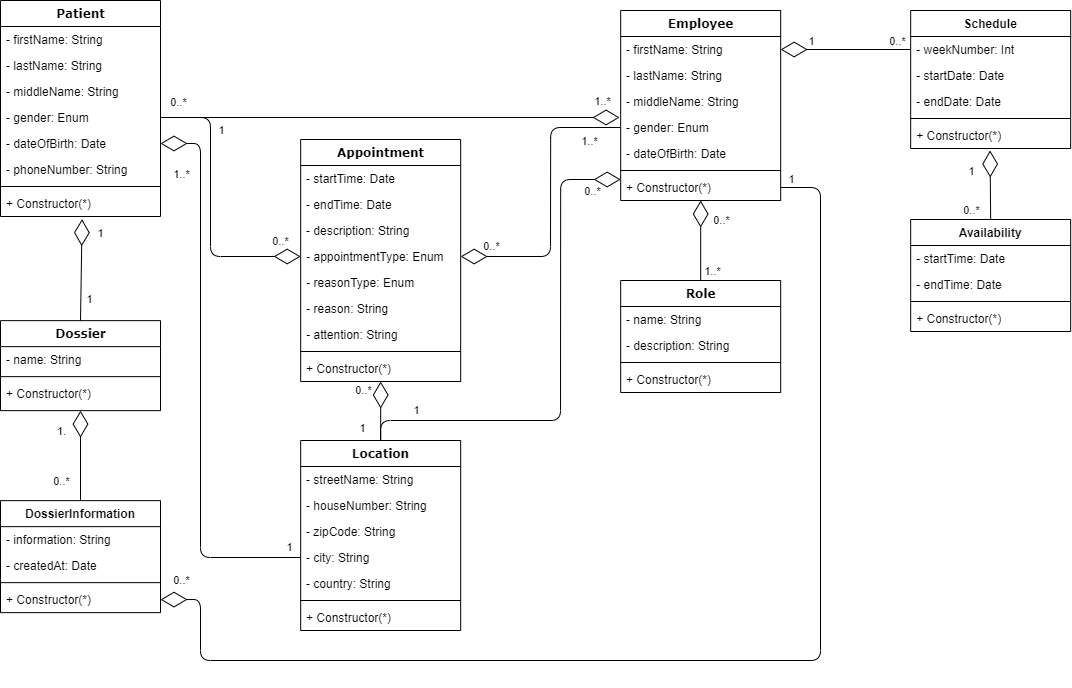 Patient
- firstName: String
- lastName: String
- middleName: String
- gender: Enum
- dateOfBirth: Date
- phoneNumber: String
+ Constructor(*)
0..*
1
1..*
1
1
Dossier
- name: String
+ Constructor(*)
1.
0..*
DossierInformation
- information: String
- createdAt: Date
+ Constructor(*)
0..*
Appointment
- startTime: Date
- endTime: Date
- description: String
- appointmentType: Enum
- reasonType: Enum
- reason: String
- attention: String
+ Constructor(*)
0..*
0..*
0..*
1
1
Location
- streetName: String
- houseNumber: String
- zipCode: String
- city: String
- country: String
+ Constructor(*)
1
Employee
- firstName: String
- lastName: String
- middleName: String
- gender: Enum
- dateOfBirth: Date
+ Constructor(*)
1..*
1..*
0..*
1
0..*
1
0..*
1..*
Role
- name: String
- description: String
+ Constructor(*)
Schedule
- weekNumber: Int
- startDate: Date
- endDate: Date
+ Constructor(*)
1
0..*
Availability
- startTime: Date
- endTime: Date
+ Constructor(*)